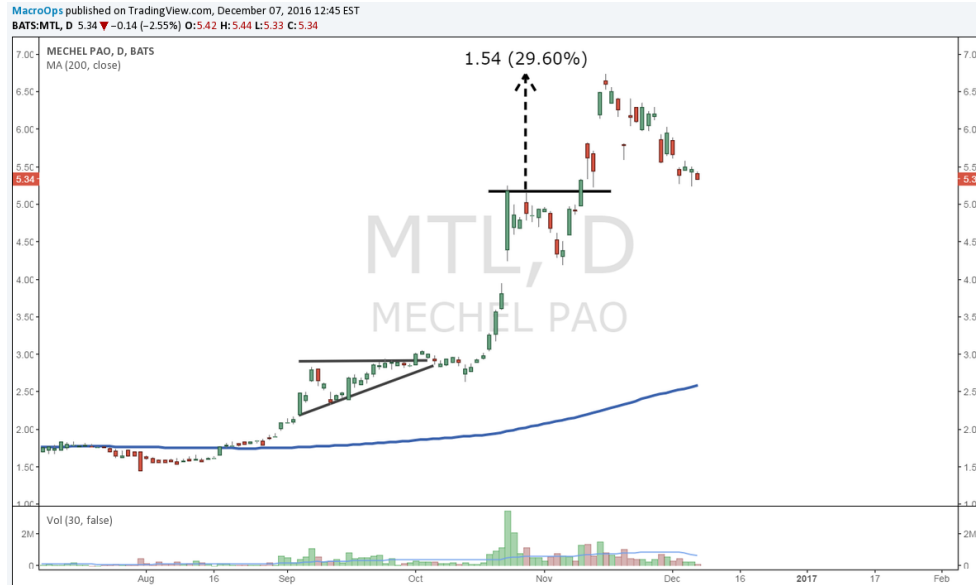 MacroOps published on TradingView.com, December 07, 2016 12:45 EST
BATS:MTL, D 5.34 ▼ −0.14 (−2.55%) O:5.42 H:5.44 L:5.33 C:5.34
MECHEL PAO, D, BATS
MA (200, close)
1.54 (29.60%)
MTL, D
MECHEL PAO
7.00
6.50
6.00
5.50
5.34
5.00
4.50
4.00
3.50
3.00
2.50
2.00
1.50
1.00
Vol (30, false)
2M
0
2M
0
Aug 16 Sep Oct Nov Dec 16 2017 17 Feb